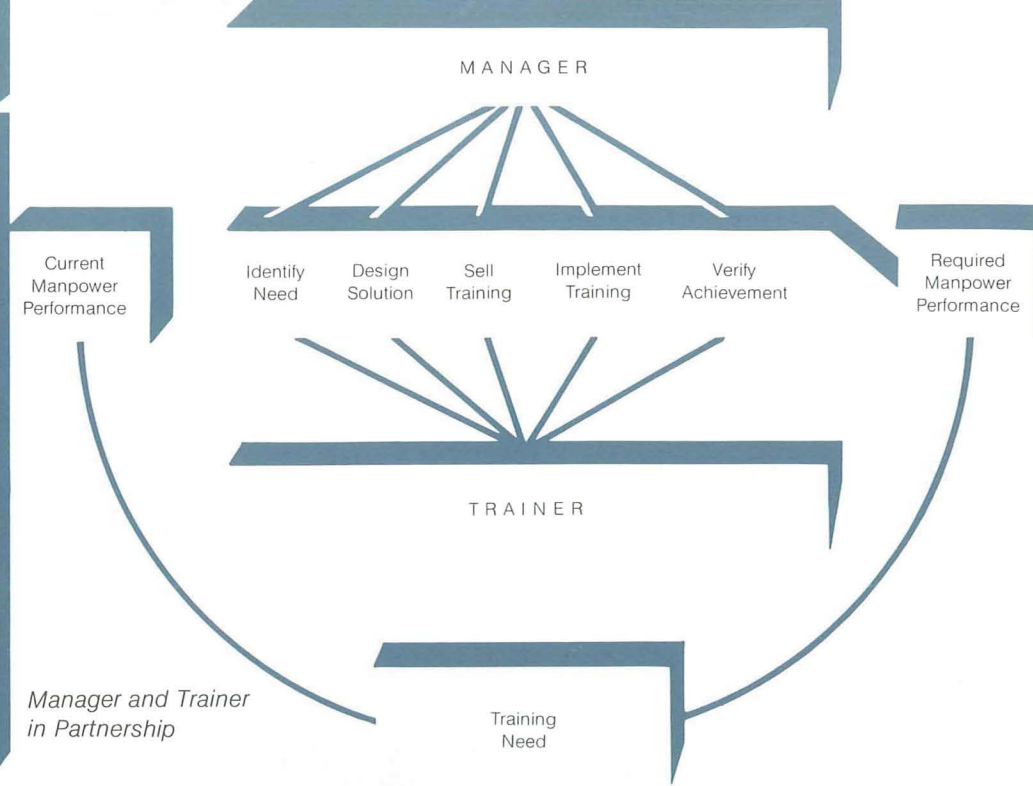 MANAGER
Current
Manpower
Performance
Identify
Need
Design
Solution
Sell
Training
Implement
Training
Verify
Achievement
Required
Manpower
Performance
TRAINER
Manager and Trainer
in Partnership
Training
Need